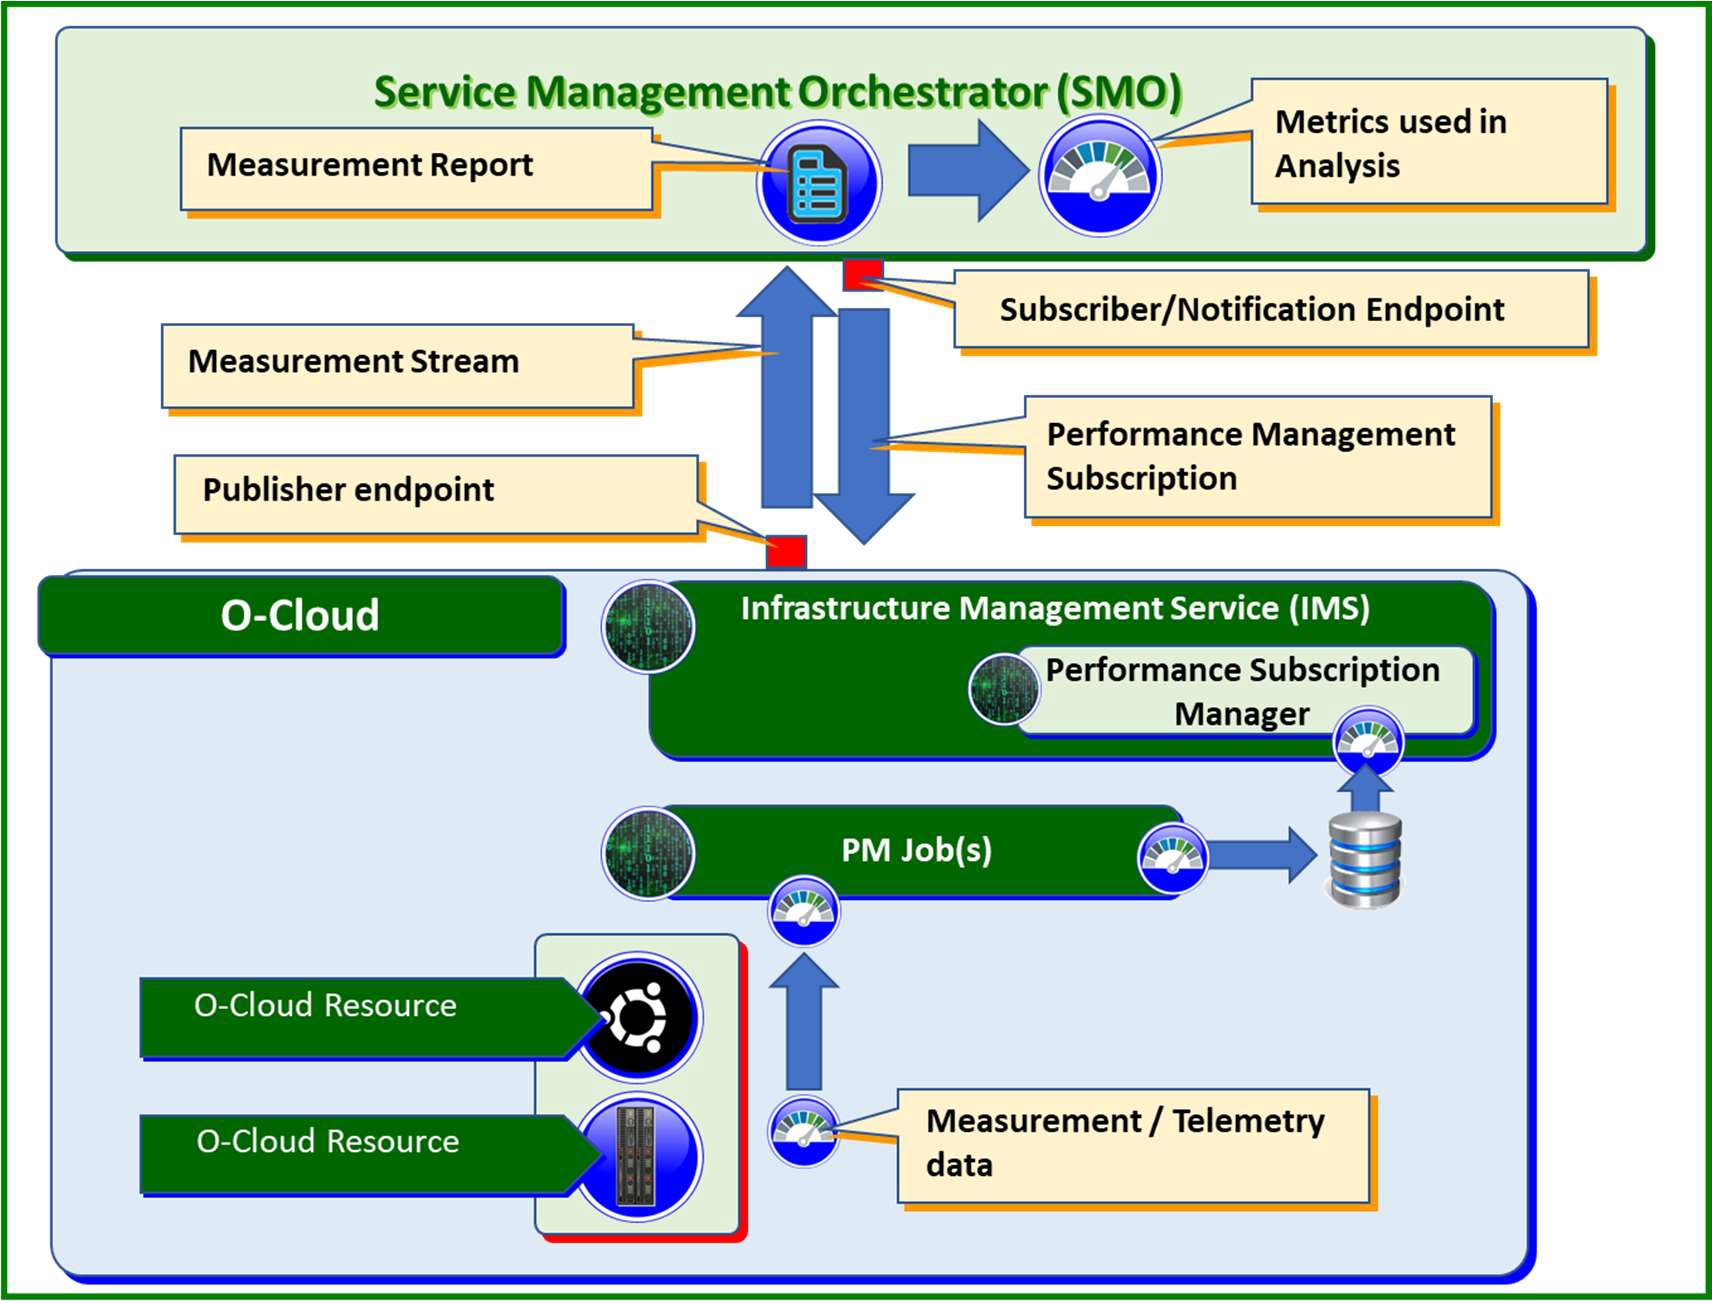 Service Management Orchestrator (SMO)
Measurement Report
Metrics used in
Analysis
Subscriber/Notification Endpoint
Measurement Stream
Performance Management
Subscription
Publisher endpoint
O-Cloud
Infrastructure Management Service (IMS)
Performance Subscription
Manager
PM Job(s)
O-Cloud Resource
O-Cloud Resource
Measurement / Telemetry
data